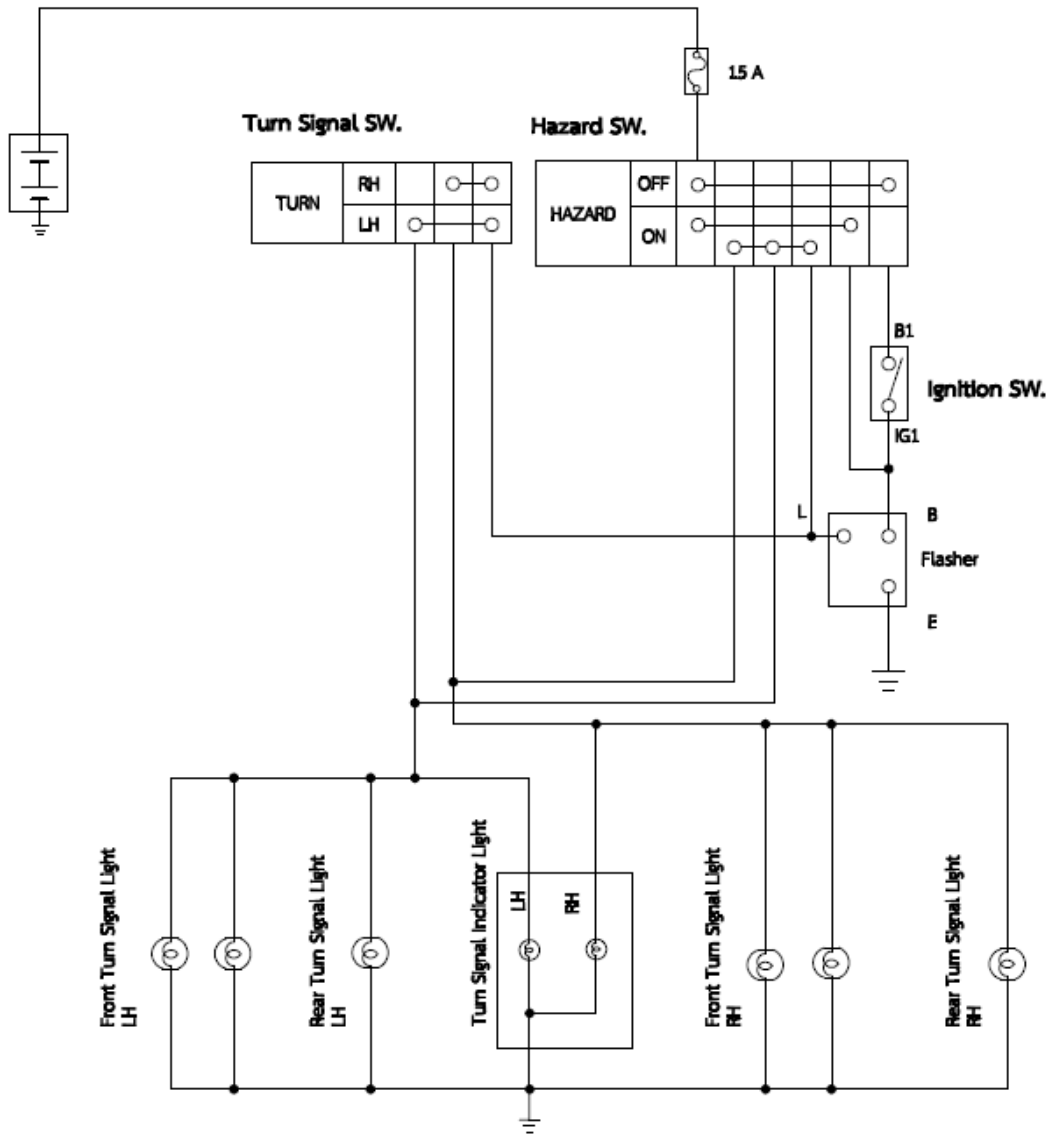 15 A
Turn Signal SW.
Hazard SW.
TURN
RH
LH
HAZARD
OFF
ON
B1
Ignition SW.
IG1
L
B
Flasher
E
Front Turn Signal Light
LH
Rear Turn Signal Light
LH
Turn Signal Indicator Light
LH
RH
Front Turn Signal Light
RH
Rear Turn Signal Light
RH